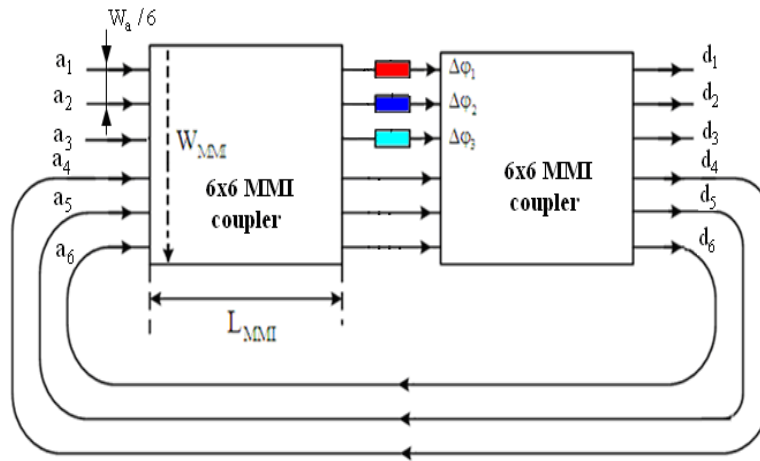 Wa /6
a1
a2
a3
a4
a5
a6
WMMI
6x6 MMI
coupler
LMMI
Δφ1
Δφ2
Δφ3
6x6 MMI
coupler
d1
d2
d3
d4
d5
d6